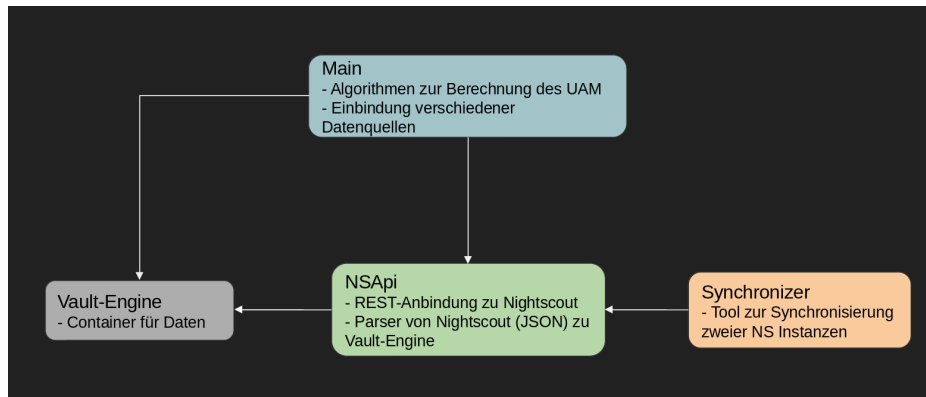 Main
- Algorithmen zur Berechnung des UAM
- Einbindung verschiedener
Datenquellen
Vault-Engine
- Container für Daten
NSApi
- REST-Anbindung zu Nightscout
- Parser von Nightscout (JSON) zu
Vault-Engine
Synchronizer
- Tool zur Synchronisierung
zweier NS Instanzen